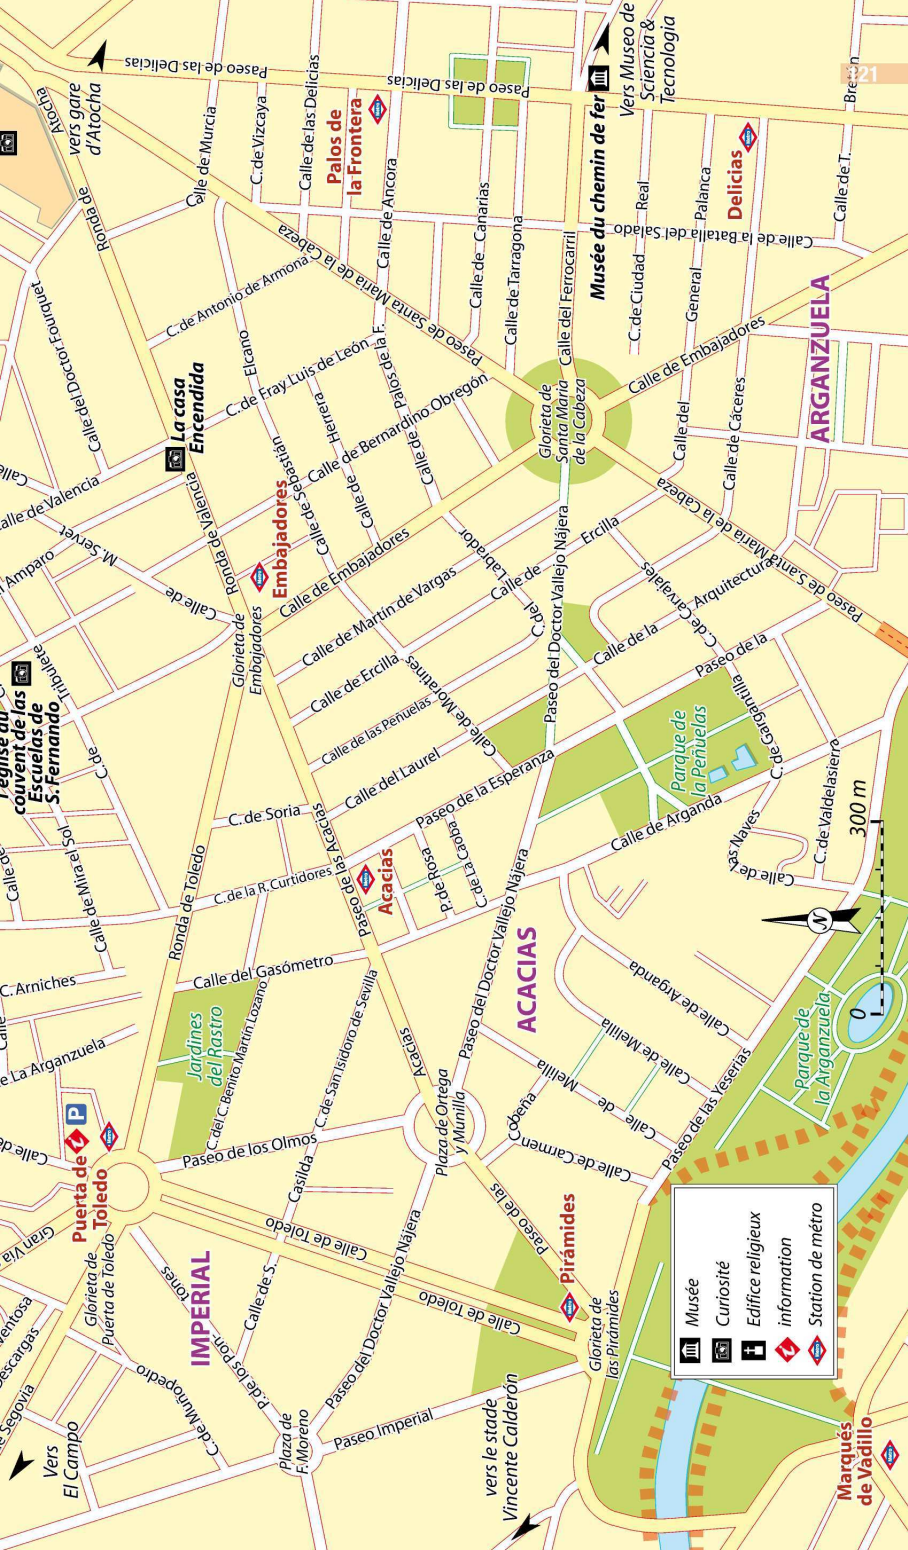 121
vers gare
d'Atocha
Ronda de
Atocha
Paseo de las Delicias
Paseo de las Delicias
Paseo de las Delicias
Vers Museo de
Sciencia &
Tecnología
Calle de Murcia
C. de Vizcaya
Calle de las Delicias
Palos de
la Frontera
Calle de Ancora
Calle de Canarias
Calle de Tarragona
Calle del Ferrocarril
Musée du chemin de fer
C. de Ciudad Real
General Palanca
Calle del
Delicias
Calle de la Batalla del Salado
Calle de T.
Calle del Doctor Fourquet
C. de Antonio de Armona
Paseo de Santa María de la Cabeza
Elcano
C. de Fray Luis de León
Palos de la F.
Calle de
La casa
Encendida
Calle de Sebastián
Herrera
Calle de
Calle de Bernardino Obregón
Glorieta de
Santa María
de la Cabeza
Calle de Embajadores
Calle de Cáceres
ARGANZUELA
Calle de Valencia
Ronda de Valencia
Embajadores
Amparo
M. Servet
Calle de
Calle de Embajadores
Glorieta de
Embajadores
Calle de Martín de Vargas
Labrador
C. del
Calle de
Ercilla
Paseo del Doctor Vallejo Nájera
C. de Carvajales
Calle de la
Arquitectura
Paseo de Santa María de la Cabeza
Paseo de la
couvent de las
Escuelas de
S. Fernando
Tribulete
C. de
Calle de Ercilla
Calle de Moratines
Calle de las Peñuelas
Calle de
Calle del Laurel
Paseo de la Esperanza
Parque de
la Peñuelas
C. de Gargantilla
Calle de Arganda
C. de Valdelasierra
Calle de
Las Naves
C. de Soria
Paseo de las Acacias
Ronda de Toledo
C. de la R. Curtidores
Acacias
P. de Rosa
C. de La Caoba
Calle de Mira el Sol
Calle de
C. Arniches
Calle
Calle del Gasómetro
ACACIAS
Paseo del Doctor Vallejo Nájera
N
0
300 m
Calle de Arganda
Calle de Melilla
Calle de
Melilla
Parque de
la Arganzuela
Jardines
del Rastro
C. del C. Benito Martín Lozano
C. de San Isidoro de Sevilla
Acacias
e La Arganzuela
Plaza de Ortega
y Munilla
Cobeña
Calle de Carmen
Paseo de las Yeserías
Paseo de los Olmos
Casilda
P
Puerta de
Toledo
Glorieta de
Puerta de Toledo
Gran Vía
Calle de Toledo
Calle de Toledo
Paseo de las
Pirámides
Glorieta de
las Pirámides
IMPERIAL
Calle de S.
P. de los Pon
tones
C. de Muñopedro
Paseo del Doctor Vallejo Nájera
Plaza de
F. Moreno
Paseo Imperial
Vers
El Campo
e Segovia
Descargas
ventosa
vers le stade
Vincente Calderón
Marqués
de Vadillo
Musée
Curiosité
Edifice religieux
information
Station de métro